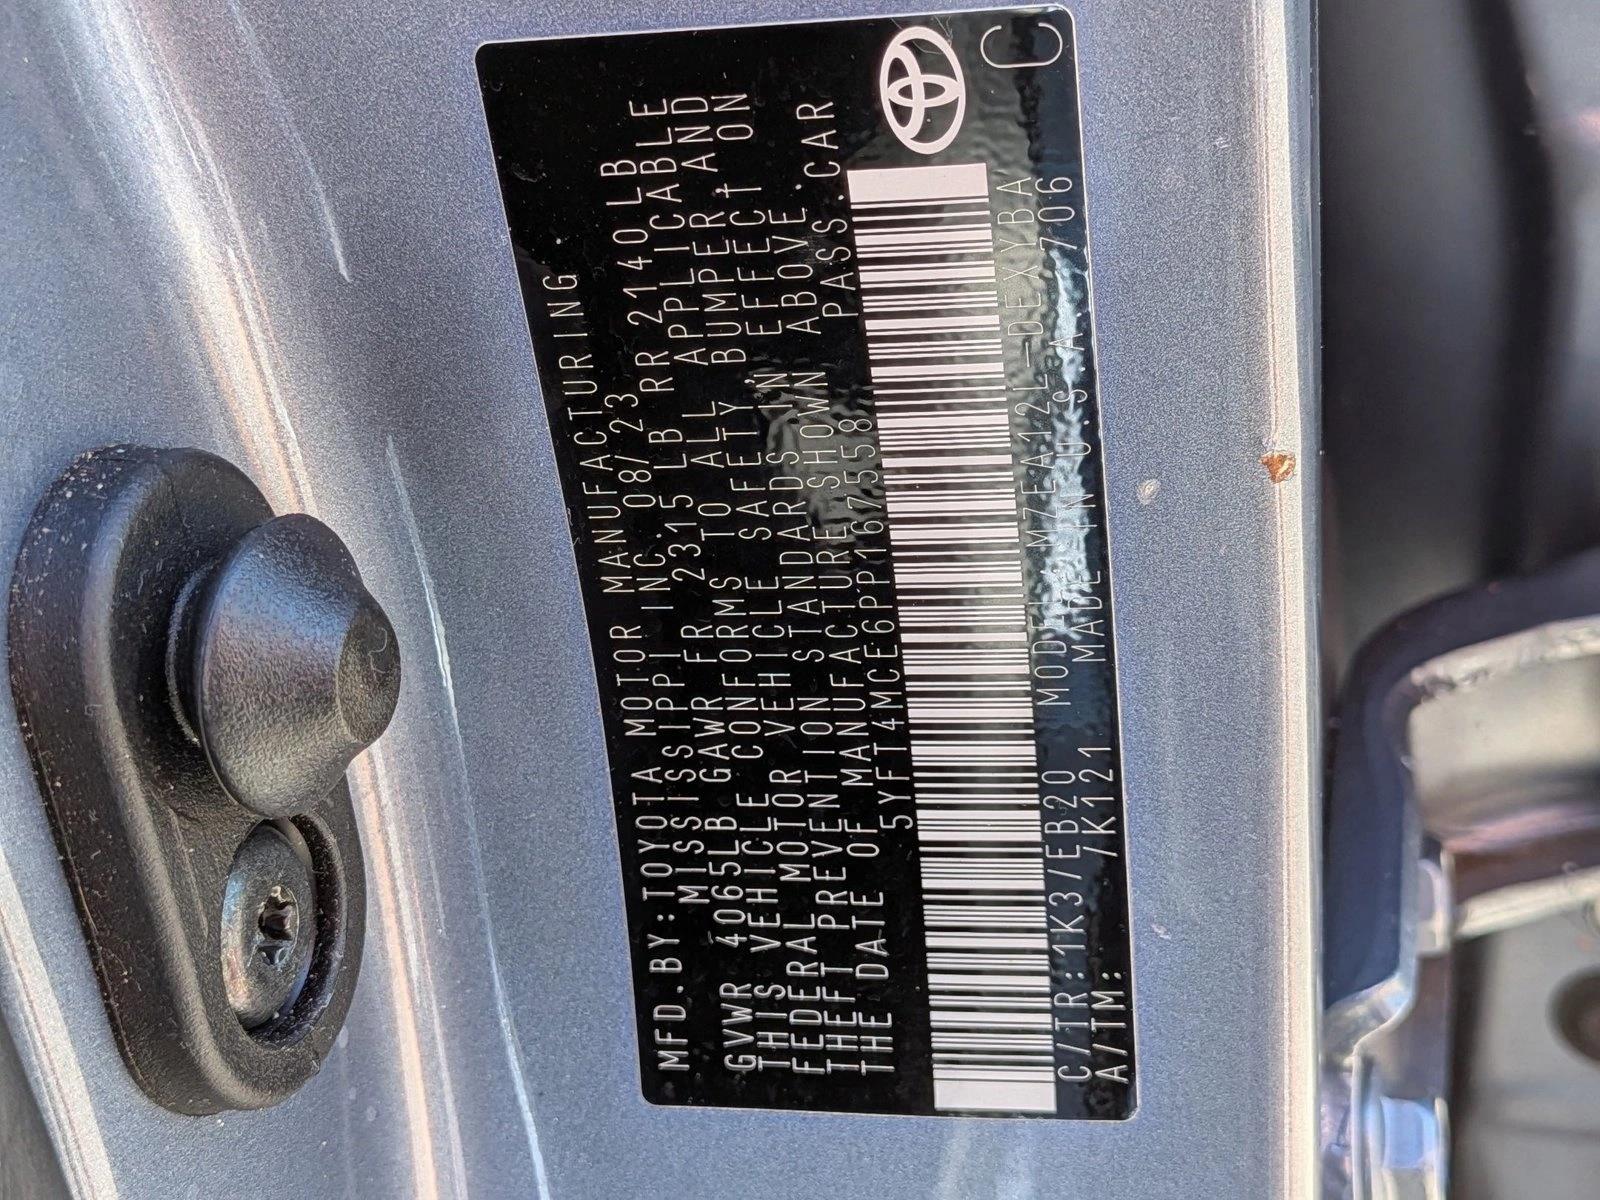 MFD.BY:TOYOTA MOTOR MANUFACTURING
MISSISSIPPI INC. 08/23
GVWR 4065LB GAWR FR 2315 LB RR 2140LB
THIS VEHICLE CONFORMS TO ALL APPLICABLE
FEDERAL MOTOR VEHICLE SAFETY, BUMPER, AND
THEFT PREVENTION STANDARDS IN EFFECT ON
THE DATE OF MANUFACTURE SHOWN ABOVE.
5YFT4MCE6PP167558 PASS.CAR
C/TR:1K3/EB20 MODEL:MZEA12L-DEXYBA
A/TM: /K121 MADE IN U.S.A. 706
C